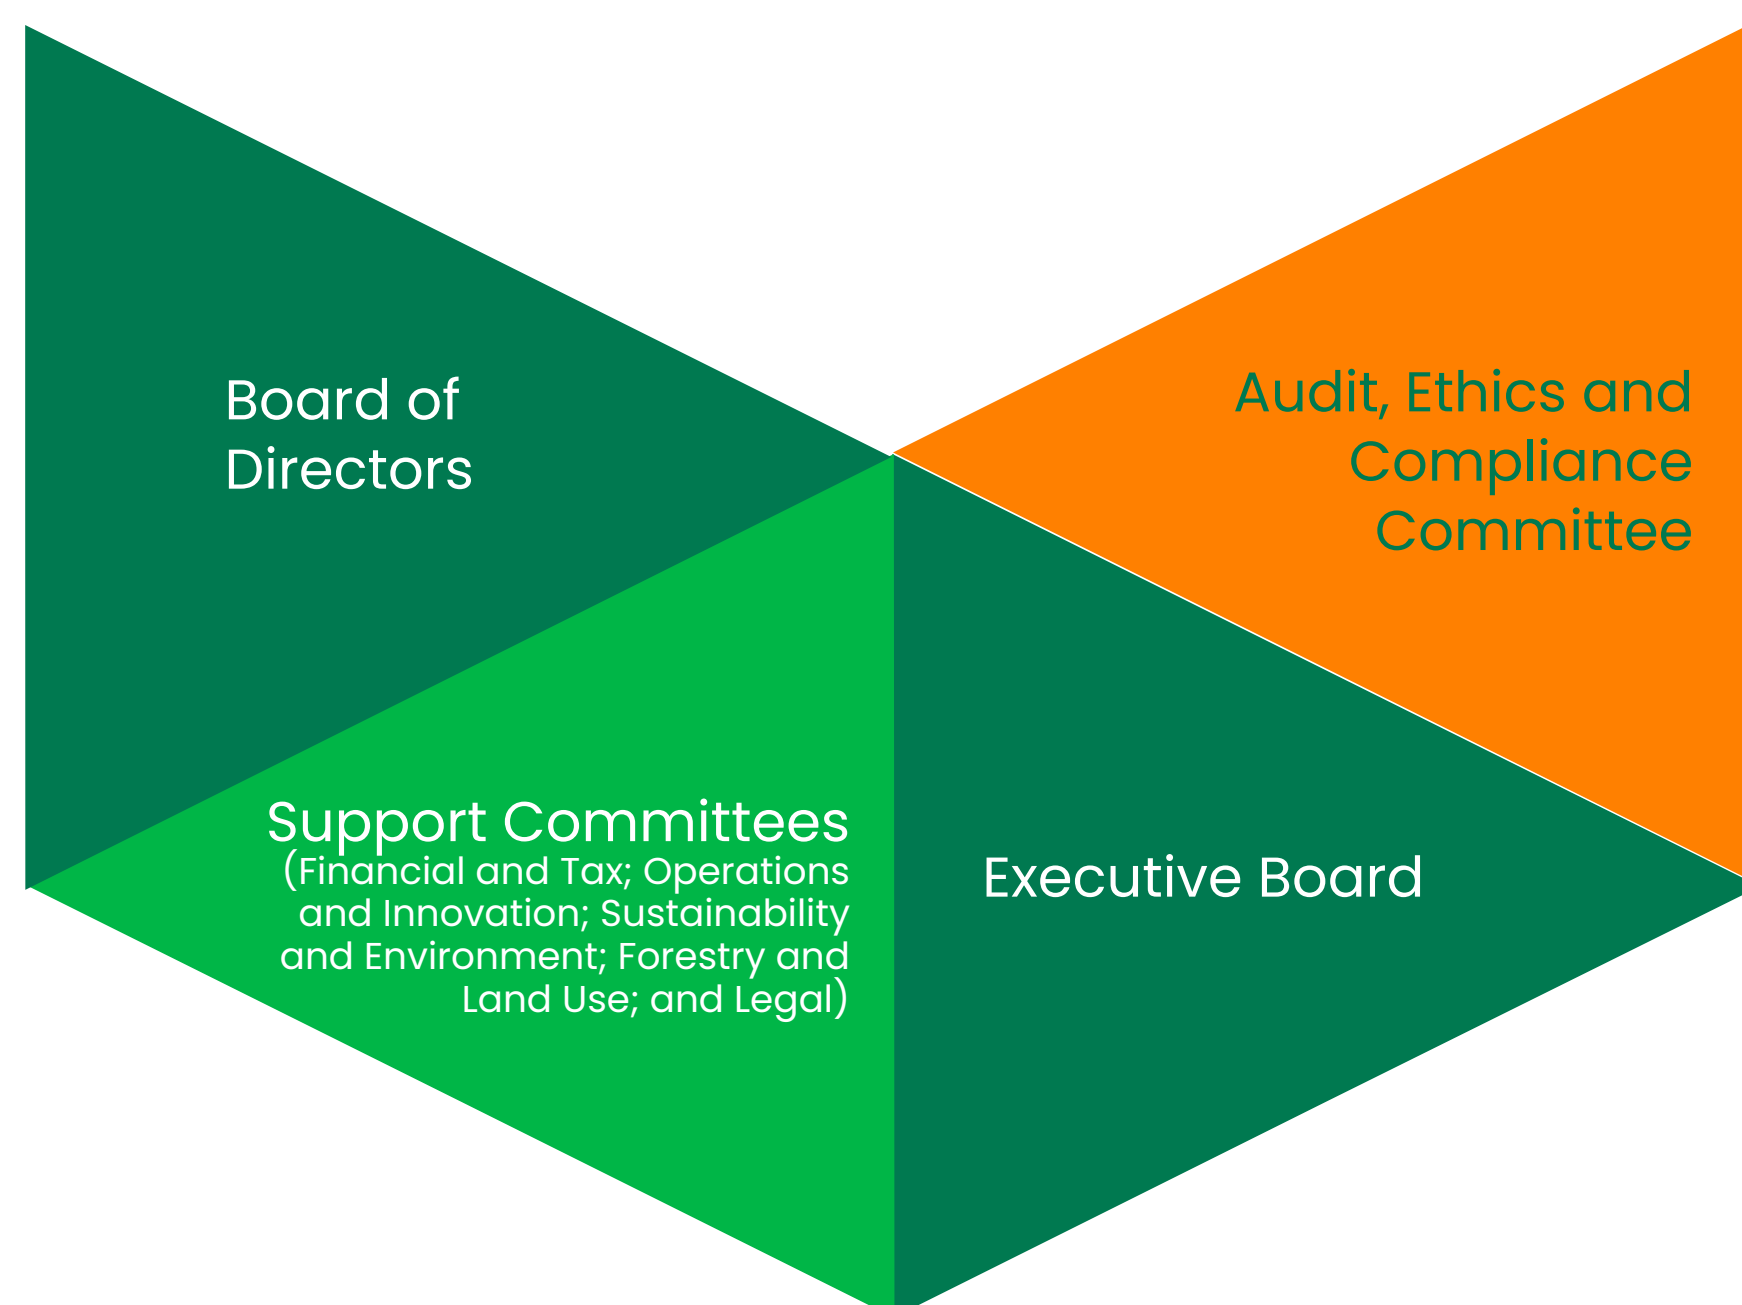 Board of
Directors
Audit, Ethics and
Compliance
Committee
Support Committees
(Financial and Tax; Operations
and Innovation; Sustainability
and Environment; Forestry and
Land Use; and Legal)
Executive Board